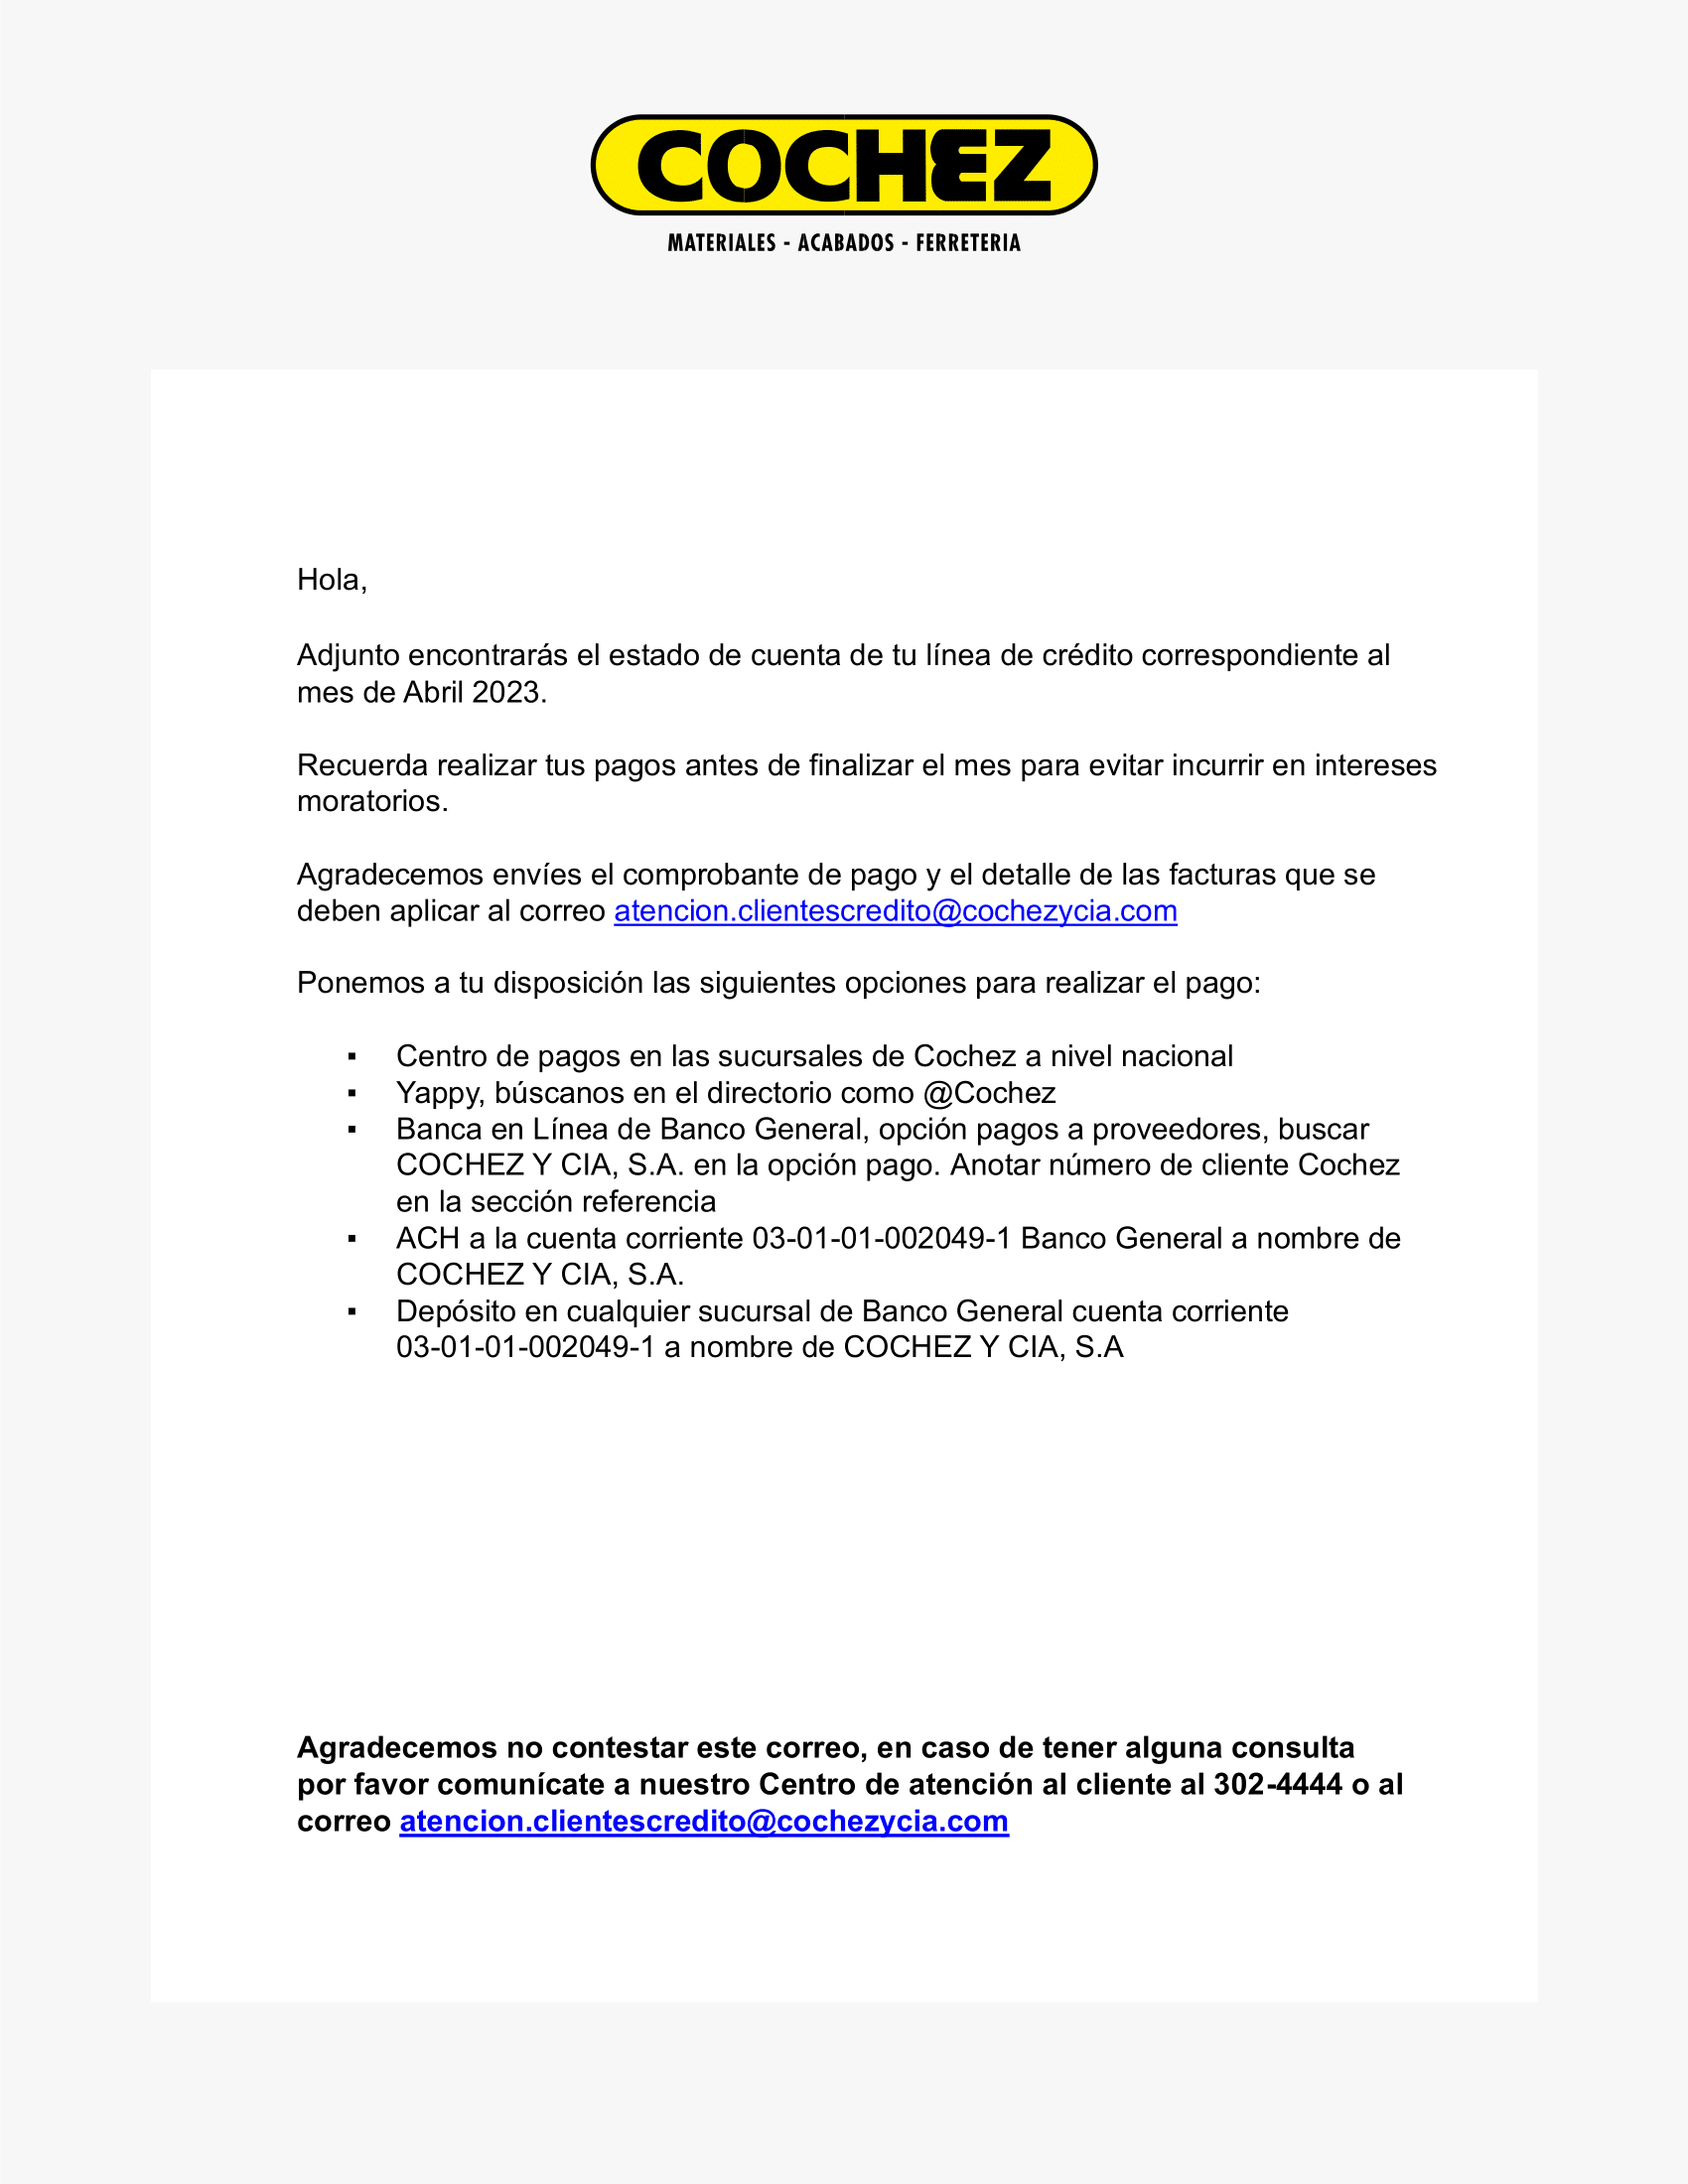 COCHEZ
MATERIALES - ACABADOS - FERRETERIA
Hola,
Adjunto encontrarás el estado de cuenta de tu línea de crédito correspondiente al
mes de Abril 2023.
Recuerda realizar tus pagos antes de finalizar el mes para evitar incurrir en intereses
moratorios.
Agradecemos envíes el comprobante de pago y el detalle de las facturas que se
deben aplicar al correo atencion.clientescredito@cochezycia.com
Ponemos a tu disposición las siguientes opciones para realizar el pago:
▪ Centro de pagos en las sucursales de Cochez a nivel nacional
▪ Yappy, búscanos en el directorio como @Cochez
▪ Banca en Línea de Banco General, opción pagos a proveedores, buscar
COCHEZ Y CIA, S.A. en la opción pago. Anotar número de cliente Cochez
en la sección referencia
▪ ACH a la cuenta corriente 03-01-01-002049-1 Banco General a nombre de
COCHEZ Y CIA, S.A.
▪ Depósito en cualquier sucursal de Banco General cuenta corriente
03-01-01-002049-1 a nombre de COCHEZ Y CIA, S.A
Agradecemos no contestar este correo, en caso de tener alguna consulta
por favor comunícate a nuestro Centro de atención al cliente al 302-4444 o al
correo atencion.clientescredito@cochezycia.com